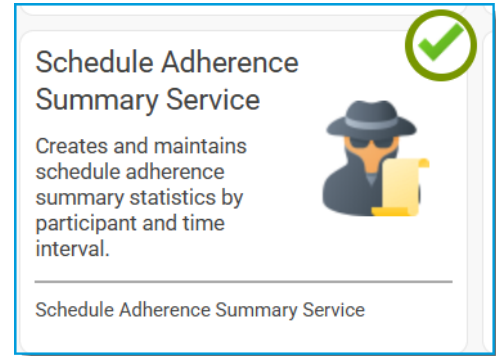 Schedule Adherence
Summary Service
Creates and maintains
schedule adherence
summary statistics by
participant and time
interval.
Schedule Adherence Summary Service